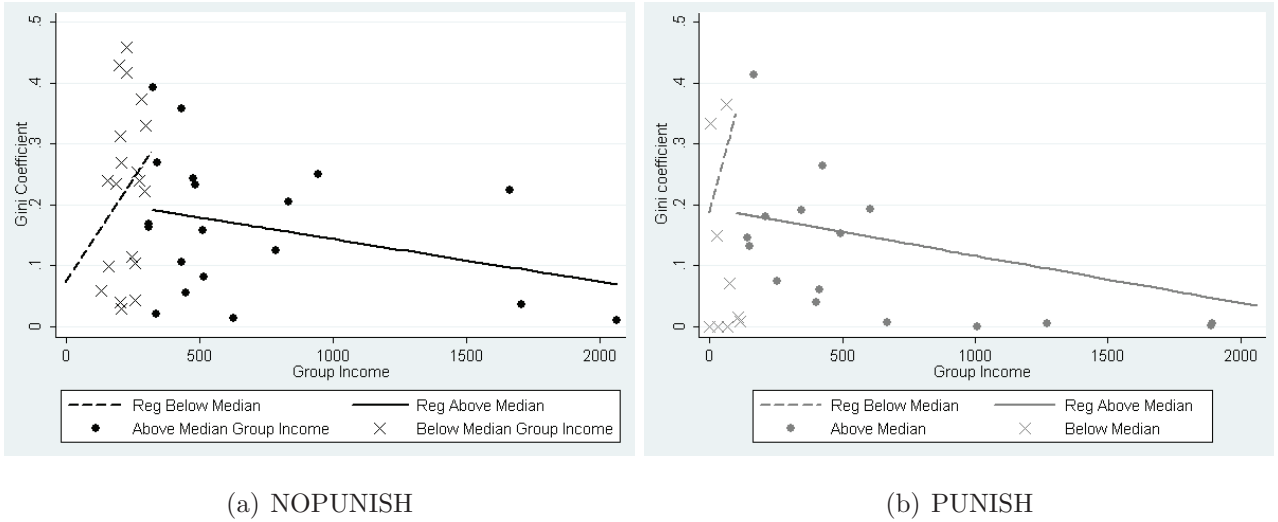 .5
.4
.3
.2
.1
0
Gini Coefficient
0 500 1000 1500 2000
Group Income
Reg Below Median Reg Above Median
Above Median Group Income Below Median Group Income
(a) NOPUNISH
.5
.4
.3
.2
.1
0
Gini coefficient
0 500 1000 1500 2000
Group Income
Reg Below Median Reg Above Median
Above Median Below Median
(b) PUNISH